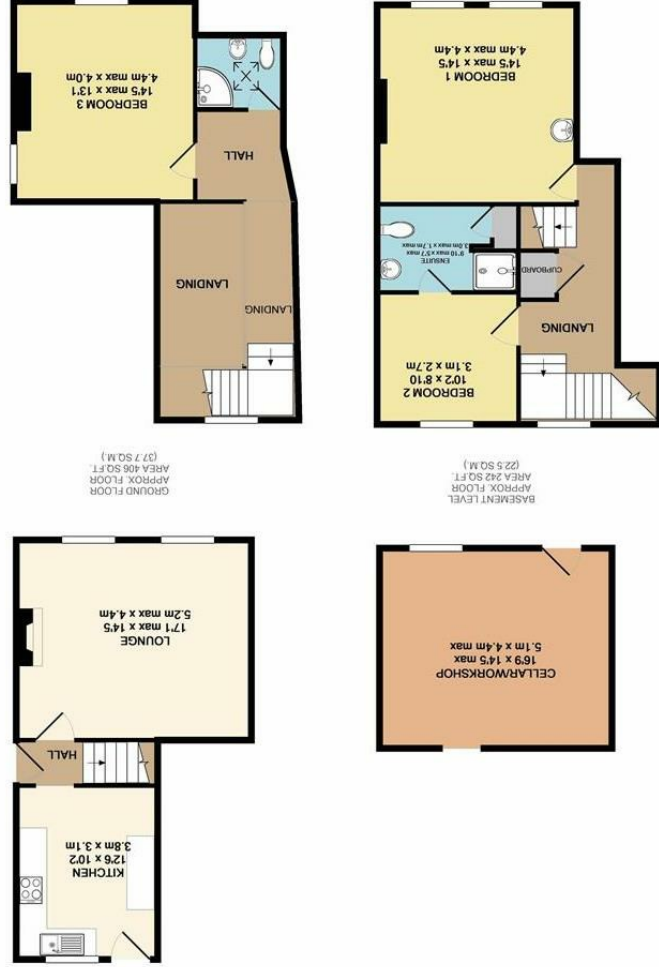 CELLAR/WORKSHOP
16'9 x 14'5 max
5.1m x 4.4m max
KITCHEN
12'6 x 10'2
3.8m x 3.1m
HALL
LOUNGE
17'1 max x 14'5
5.2m max x 4.4m
BASEMENT LEVEL
APPROX. FLOOR
AREA 242 SQ.FT.
(22.5 SQ.M.)
GROUND FLOOR
APPROX. FLOOR
AREA 406 SQ.FT.
(37.7 SQ.M.)
LANDING
BEDROOM 2
10'2 x 8'10
3.1m x 2.7m
CUPBOARD
ENSUITE
9'10 max x 5'7 max
3.0m max x 1.7m max
BEDROOM 1
14'5 max x 14'5
4.4m max x 4.4m
LANDING
LANDING
HALL
BEDROOM 3
14'5 max x 13'1
4.4m max x 4.0m